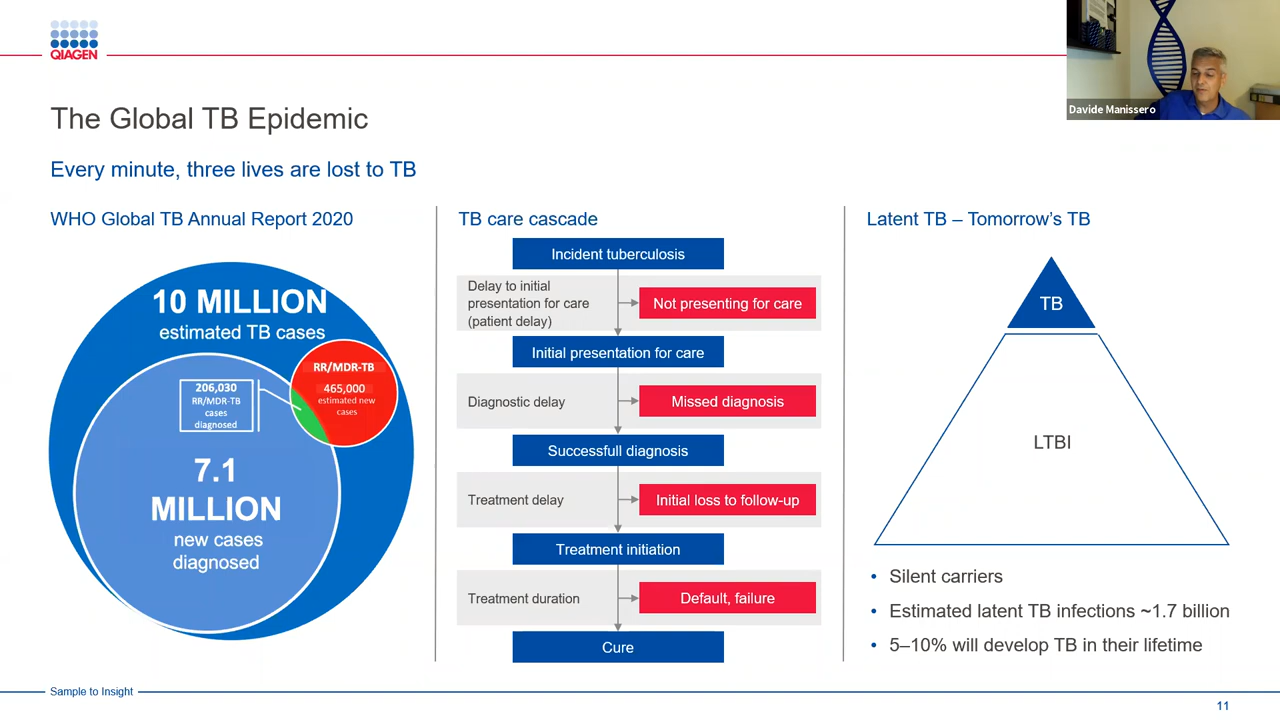 QIAGEN
Davide Manissero
The Global TB Epidemic
Every minute, three lives are lost to TB
WHO Global TB Annual Report 2020
10 MILLION
estimated TB cases
RR/MDR-TB
465,000
estimated new
cases
206,030
RR/MDR-TB
cases
diagnosed
7.1
MILLION
new cases
diagnosed
TB care cascade
Incident tuberculosis
Delay to initial
presentation for care
(patient delay)
Not presenting for care
Initial presentation for care
Diagnostic delay
Missed diagnosis
Successfull diagnosis
Treatment delay
Initial loss to follow-up
Treatment initiation
Treatment duration
Default, failure
Cure
Latent TB – Tomorrow's TB
TB
LTBI
• Silent carriers
• Estimated latent TB infections ~1.7 billion
• 5–10% will develop TB in their lifetime
Sample to Insight
11